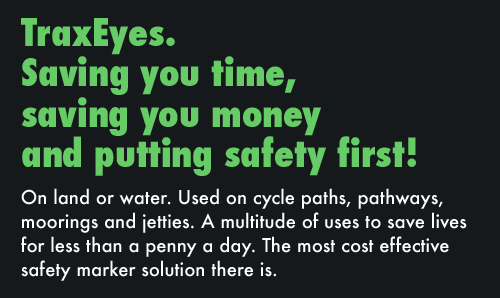 TraxEyes.
Saving you time,
saving you money
and putting safety first!
On land or water. Used on cycle paths, pathways,
moorings and jetties. A multitude of uses to save lives
for less than a penny a day. The most cost effective
safety marker solution there is.